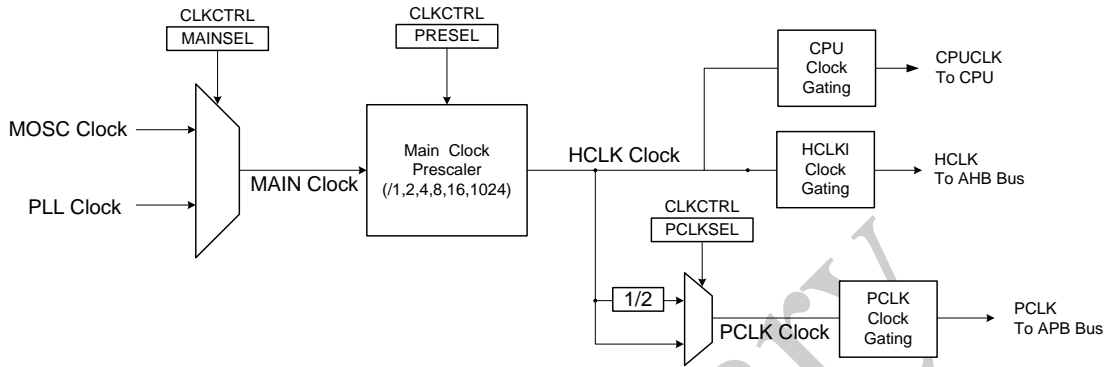 CLKCTRL
MAINSEL
CLKCTRL
PRESEL
MOSC Clock
PLL Clock
MAIN Clock
Main Clock
Prescaler
(/1,2,4,8,16,1024)
HCLK Clock
CPU
Clock
Gating
CPUCLK
To CPU
HCLKI
Clock
Gating
HCLK
To AHB Bus
CLKCTRL
PCLKSEL
1/2
PCLK Clock
PCLK
Clock
Gating
PCLK
To APB Bus